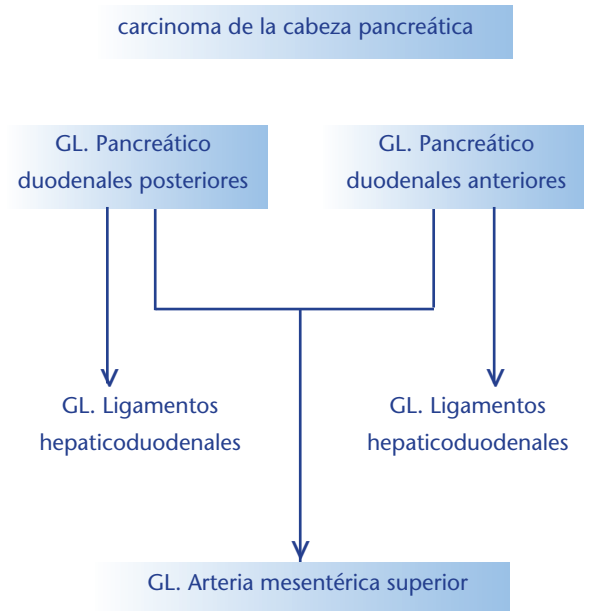 carcinoma de la cabeza pancreática
GL. Pancreático
duodenales posteriores
GL. Pancreático
duodenales anteriores
GL. Ligamentos
hepaticoduodenales
GL. Ligamentos
hepaticoduodenales
GL. Arteria mesentérica superior